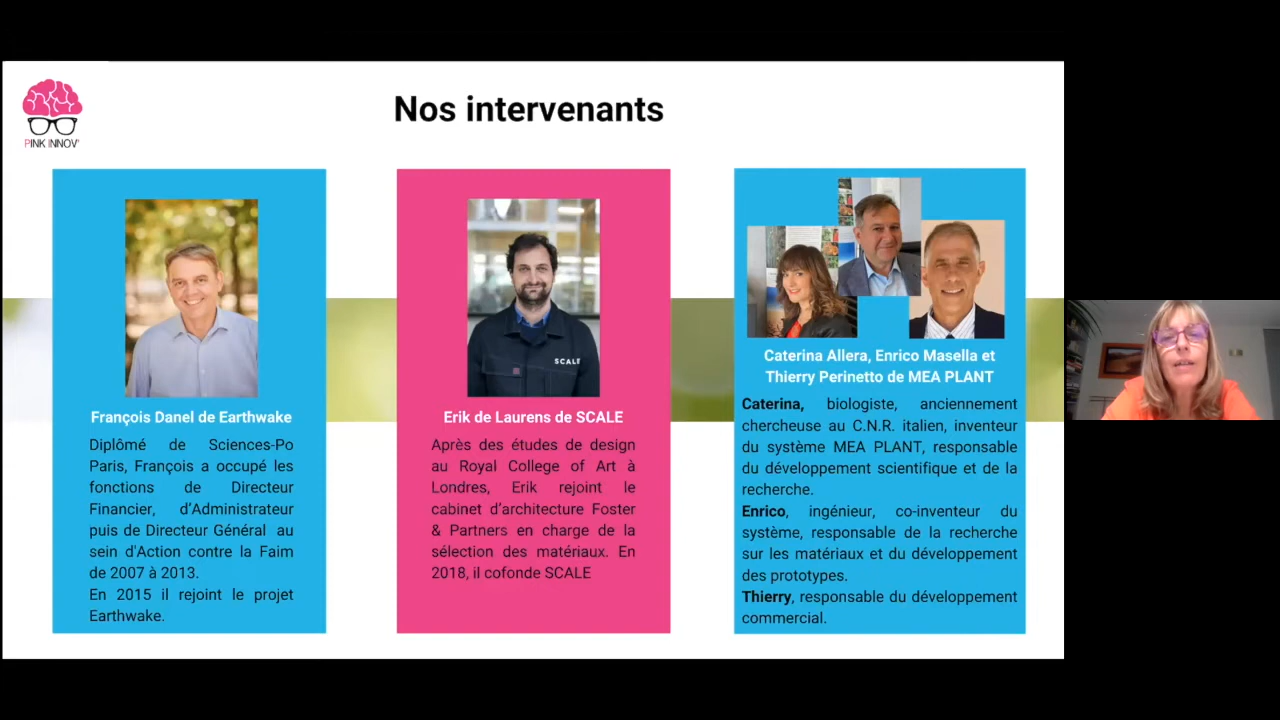 PINK INNOV'
Nos intervenants
François Danel de Earthwake
Diplômé de Sciences-Po
Paris, François a occupé les
fonctions de Directeur
Financier, d'Administrateur
puis de Directeur Général au
sein d'Action contre la Faim
de 2007 à 2013.
En 2015 il rejoint le projet
Earthwake.
SCALE
Erik de Laurens de SCALE
Après des études de design
au Royal College of Art à
Londres, Erik rejoint le
cabinet d'architecture Foster
& Partners en charge de la
sélection des matériaux. En
2018, il cofonde SCALE
Caterina Allera, Enrico Masella et
Thierry Perinetto de MEA PLANT
Caterina, biologiste, anciennement
chercheuse au C.N.R. italien, inventeur
du système MEA PLANT, responsable
du développement scientifique et de la
recherche.
Enrico, ingénieur, co-inventeur du
système, responsable de la recherche
sur les matériaux et du développement
des prototypes.
Thierry, responsable du développement
commercial.